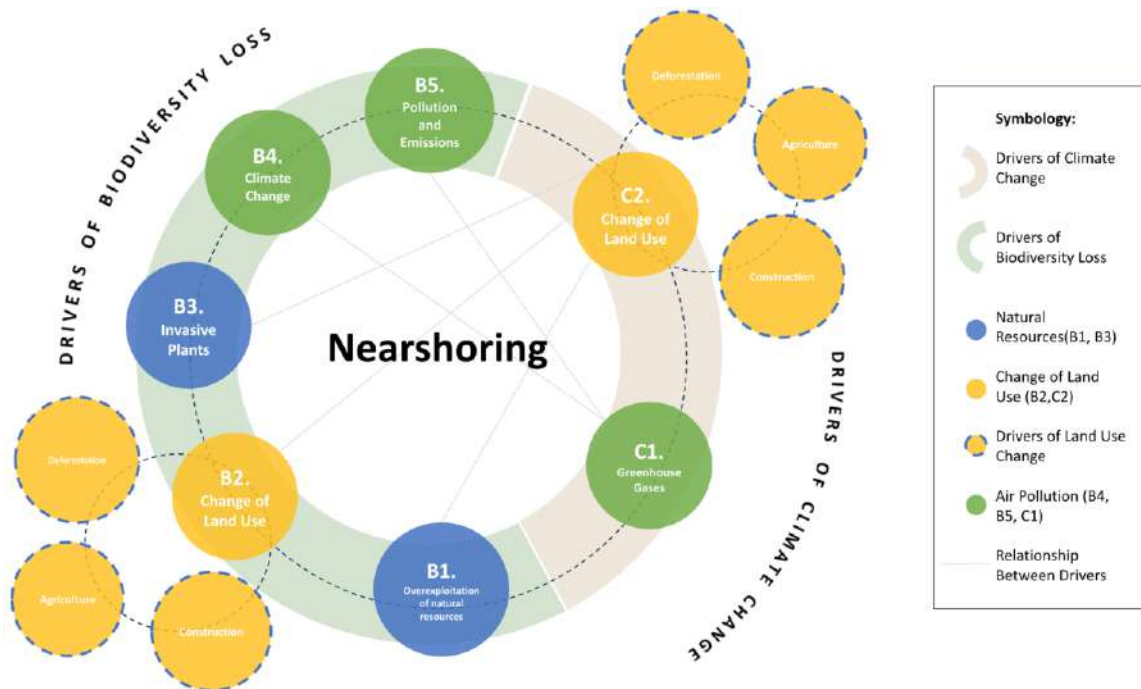 DRIVERS OF BIODIVERSITY LOSS
B5.
Pollution
and
Emissions
B4.
Climate
Change
B3.
Invasive
Plants
B2.
Change of
Land Use
Deforestation
Agriculture
Construction
B1.
Overexploitation
of natural
resources
Nearshoring
C2.
Change of
Land Use
Deforestation
Agriculture
Construction
C1.
Greenhouse
Gases
DRIVERS OF CLIMATE CHANGE
Symbology:
Drivers of Climate
Change
Drivers of
Biodiversity Loss
Natural
Resources(B1, B3)
Change of Land
Use (B2,C2)
Drivers of Land Use
Change
Air Pollution (B4,
B5, C1)
Relationship
Between Drivers